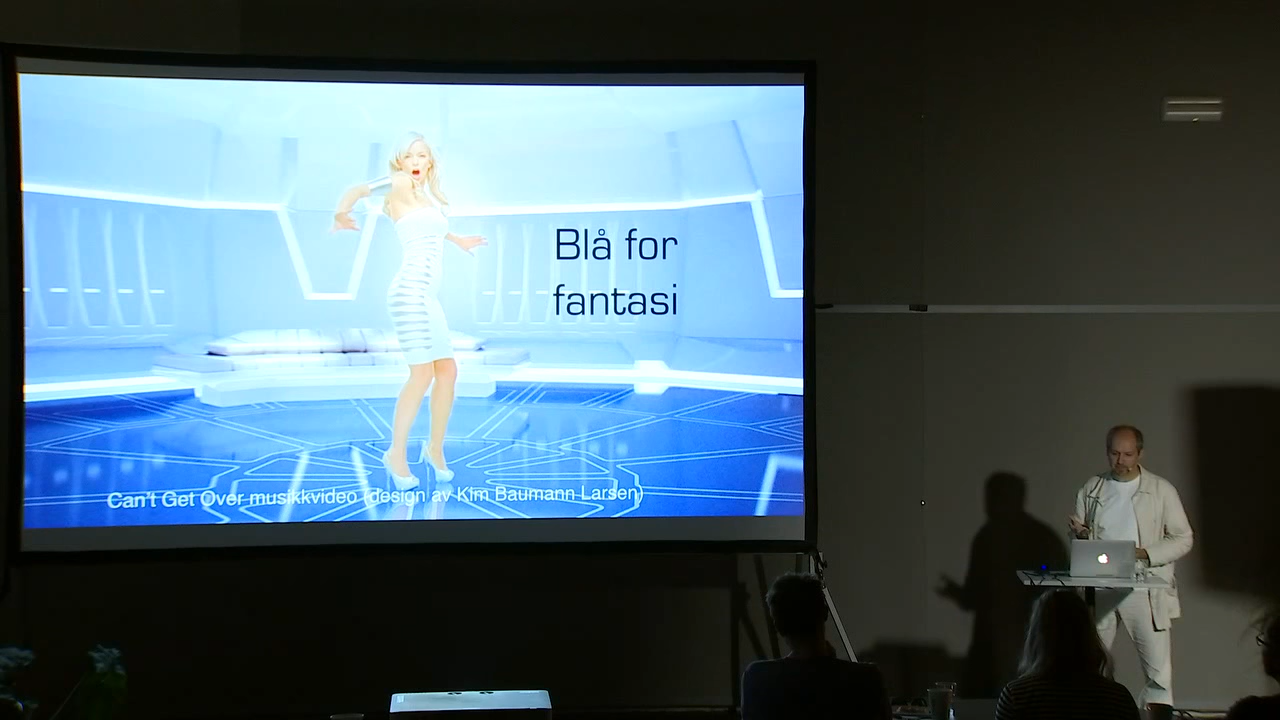 Blå for
fantasi
Can't Get Over musikkvideo (design av Kim Baumann Larsen)